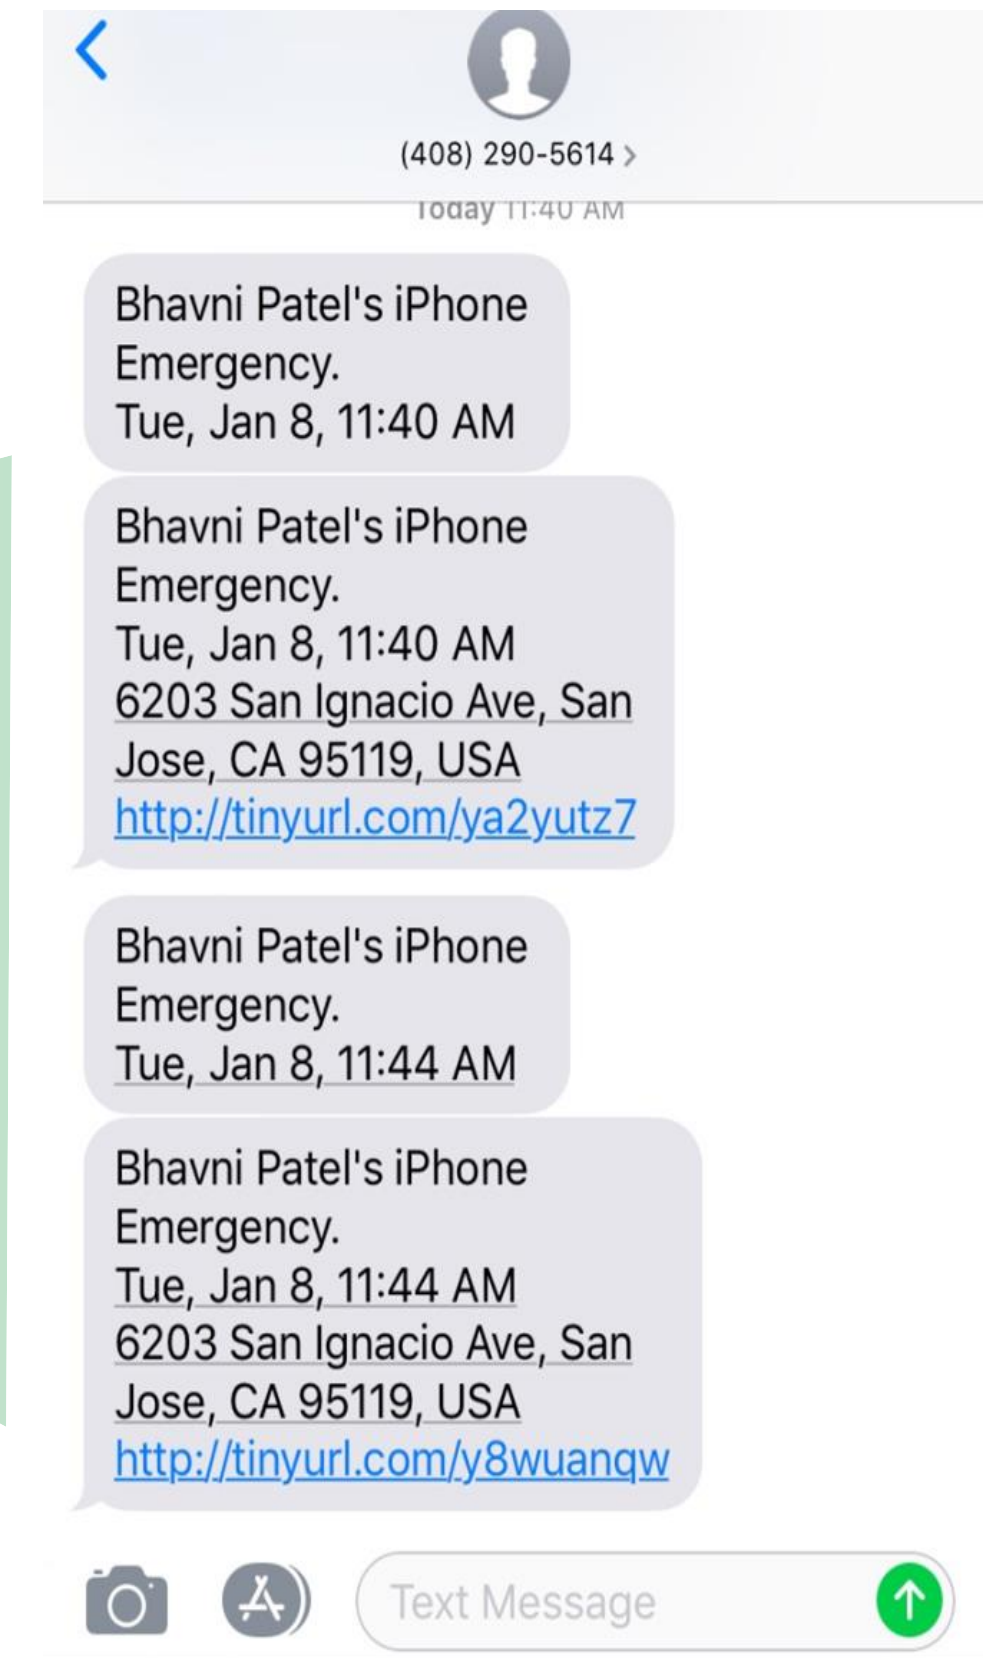 (408) 290-5614 >
Today 11:40 AM
Bhavni Patel's iPhone
Emergency.
Tue, Jan 8, 11:40 AM
Bhavni Patel's iPhone
Emergency.
Tue, Jan 8, 11:40 AM
6203 San Ignacio Ave, San
Jose, CA 95119, USA
http://tinyurl.com/ya2yutz7
Bhavni Patel's iPhone
Emergency.
Tue, Jan 8, 11:44 AM
Bhavni Patel's iPhone
Emergency.
Tue, Jan 8, 11:44 AM
6203 San Ignacio Ave, San
Jose, CA 95119, USA
http://tinyurl.com/y8wuanqw
Text Message